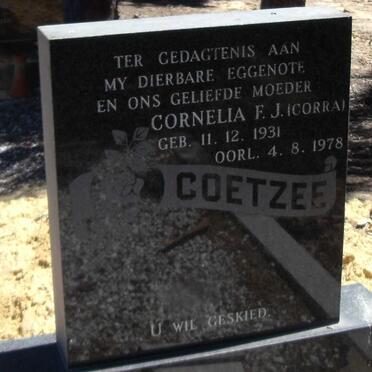 TER GEDAGTENIS AAN
MY DIERBARE EGGENOTE
EN ONS GELIEFDE MOEDER
CORNELIA F.J. (CORRA)
GEB. 11. 12. 1931
OORL. 4. 8. 1978
COETZEE
U WIL GESKIED.